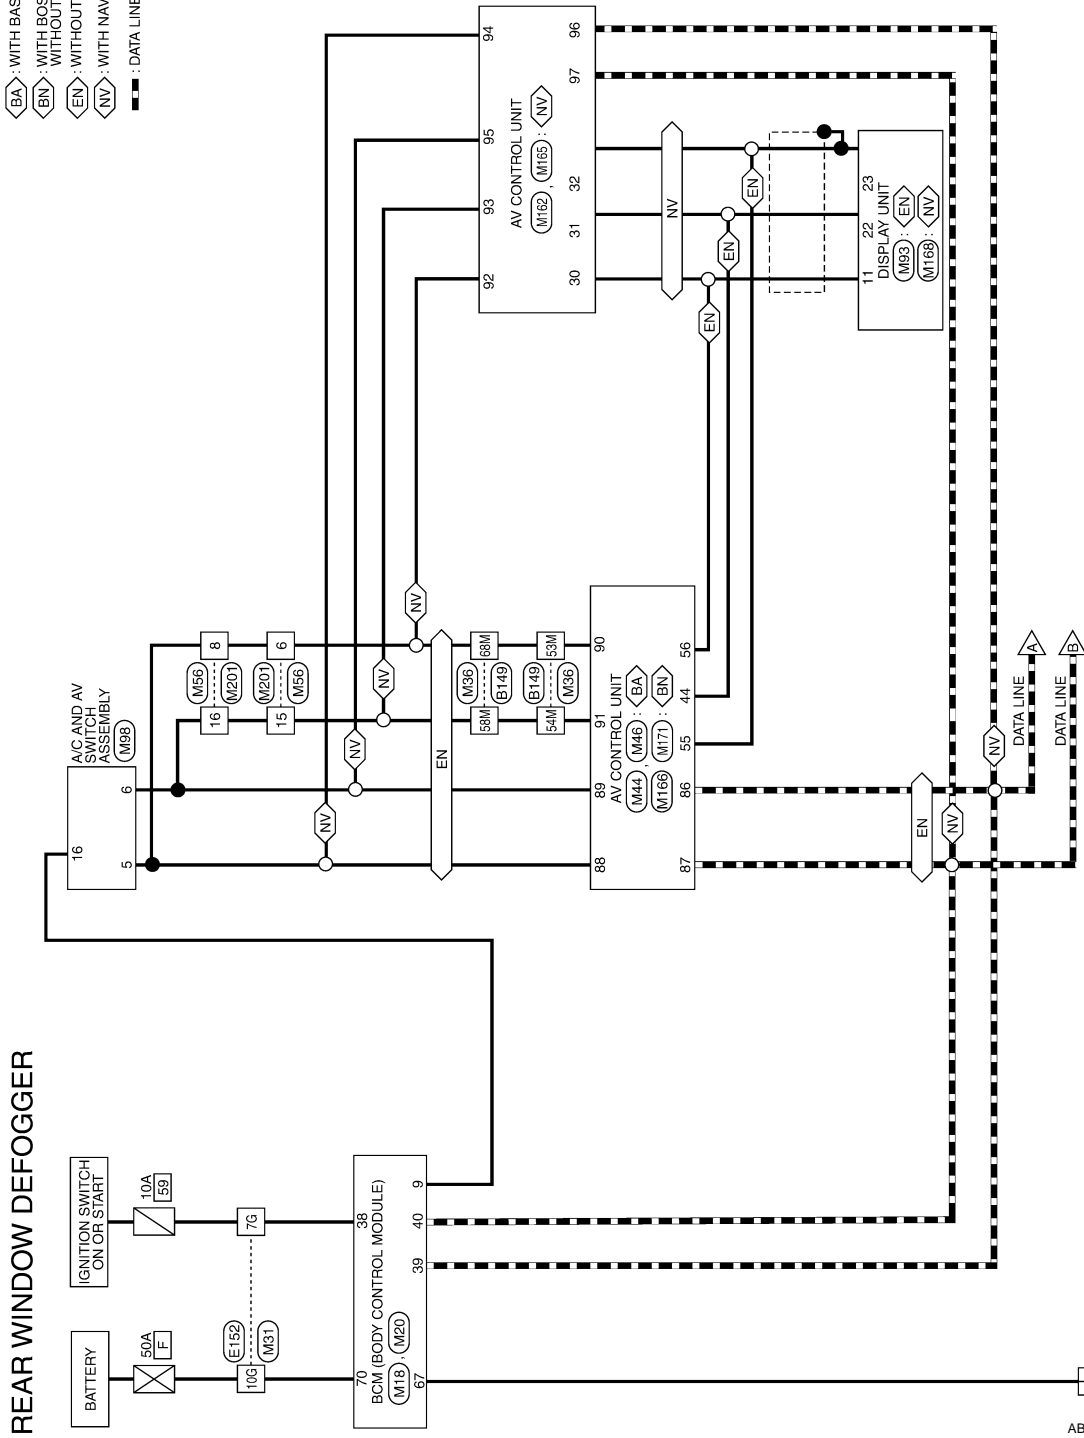 REAR WINDOW DEFOGGER
BA : WITH BAS
BN : WITH BOS
WITHOUT
EN : WITHOUT
NV : WITH NAV
: DATA LINE
BATTERY
IGNITION SWITCH
ON OR START
50A
F
10A
59
10G
E152
M31
7G
70
38
BCM (BODY CONTROL MODULE)
M18 , M20
67
39
40
9
A/C AND AV
SWITCH
ASSEMBLY
M98
16
5
6
16
M56
M201
8
15
M201
M56
6
NV
NV
NV
NV
EN
58M
M36
B149
68M
54M
B149
M36
53M
88
89
91
90
AV CONTROL UNIT
M44 , M46 : BA
M166 , M171 : BN
87
86
55
44
56
EN
NV
NV
DATA LINE
A
DATA LINE
B
92
93
95
94
AV CONTROL UNIT
M162 , M165 : NV
30
31
32
97
96
NV
EN
EN
EN
11
22
23
DISPLAY UNIT
M93 : EN
M168 : NV
AB